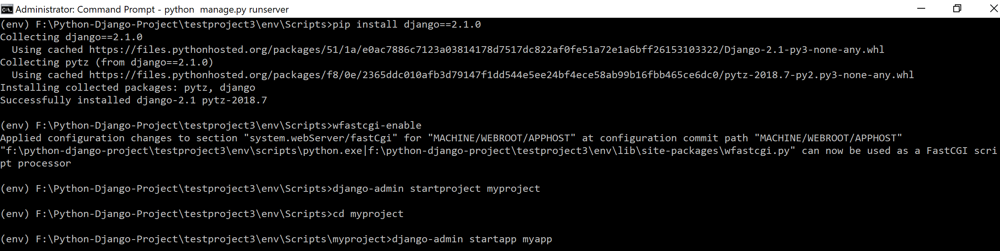 Administrator: Command Prompt - python  manage.py runserver
(env) F:\Python-Django-Project\testproject3\env\Scripts>pip install django==2.1.0
Collecting django==2.1.0
  Using cached https://files.pythonhosted.org/packages/51/1a/e0ac7886c7123a03814178d7517dc822af0fe51a72e1a6bff26153103322/Django-2.1-py3-none-any.whl
Collecting pytz (from django==2.1.0)
  Using cached https://files.pythonhosted.org/packages/f8/0e/2365ddc010afb3d79147f1dd544e5ee24bf4ece58ab99b16fbb465ce6dc0/pytz-2018.7-py2.py3-none-any.whl
Installing collected packages: pytz, django
Successfully installed django-2.1 pytz-2018.7
(env) F:\Python-Django-Project\testproject3\env\Scripts>wfastcgi-enable
Applied configuration changes to section "system.webServer/fastCgi" for "MACHINE/WEBROOT/APPHOST" at configuration commit path "MACHINE/WEBROOT/APPHOST"
"f:\python-django-project\testproject3\env\scripts\python.exe|f:\python-django-project\testproject3\env\lib\site-packages\wfastcgi.py" can now be used as a FastCGI scri
pt processor
(env) F:\Python-Django-Project\testproject3\env\Scripts>django-admin startproject myproject
(env) F:\Python-Django-Project\testproject3\env\Scripts>cd myproject
(env) F:\Python-Django-Project\testproject3\env\Scripts\myproject>django-admin startapp myapp